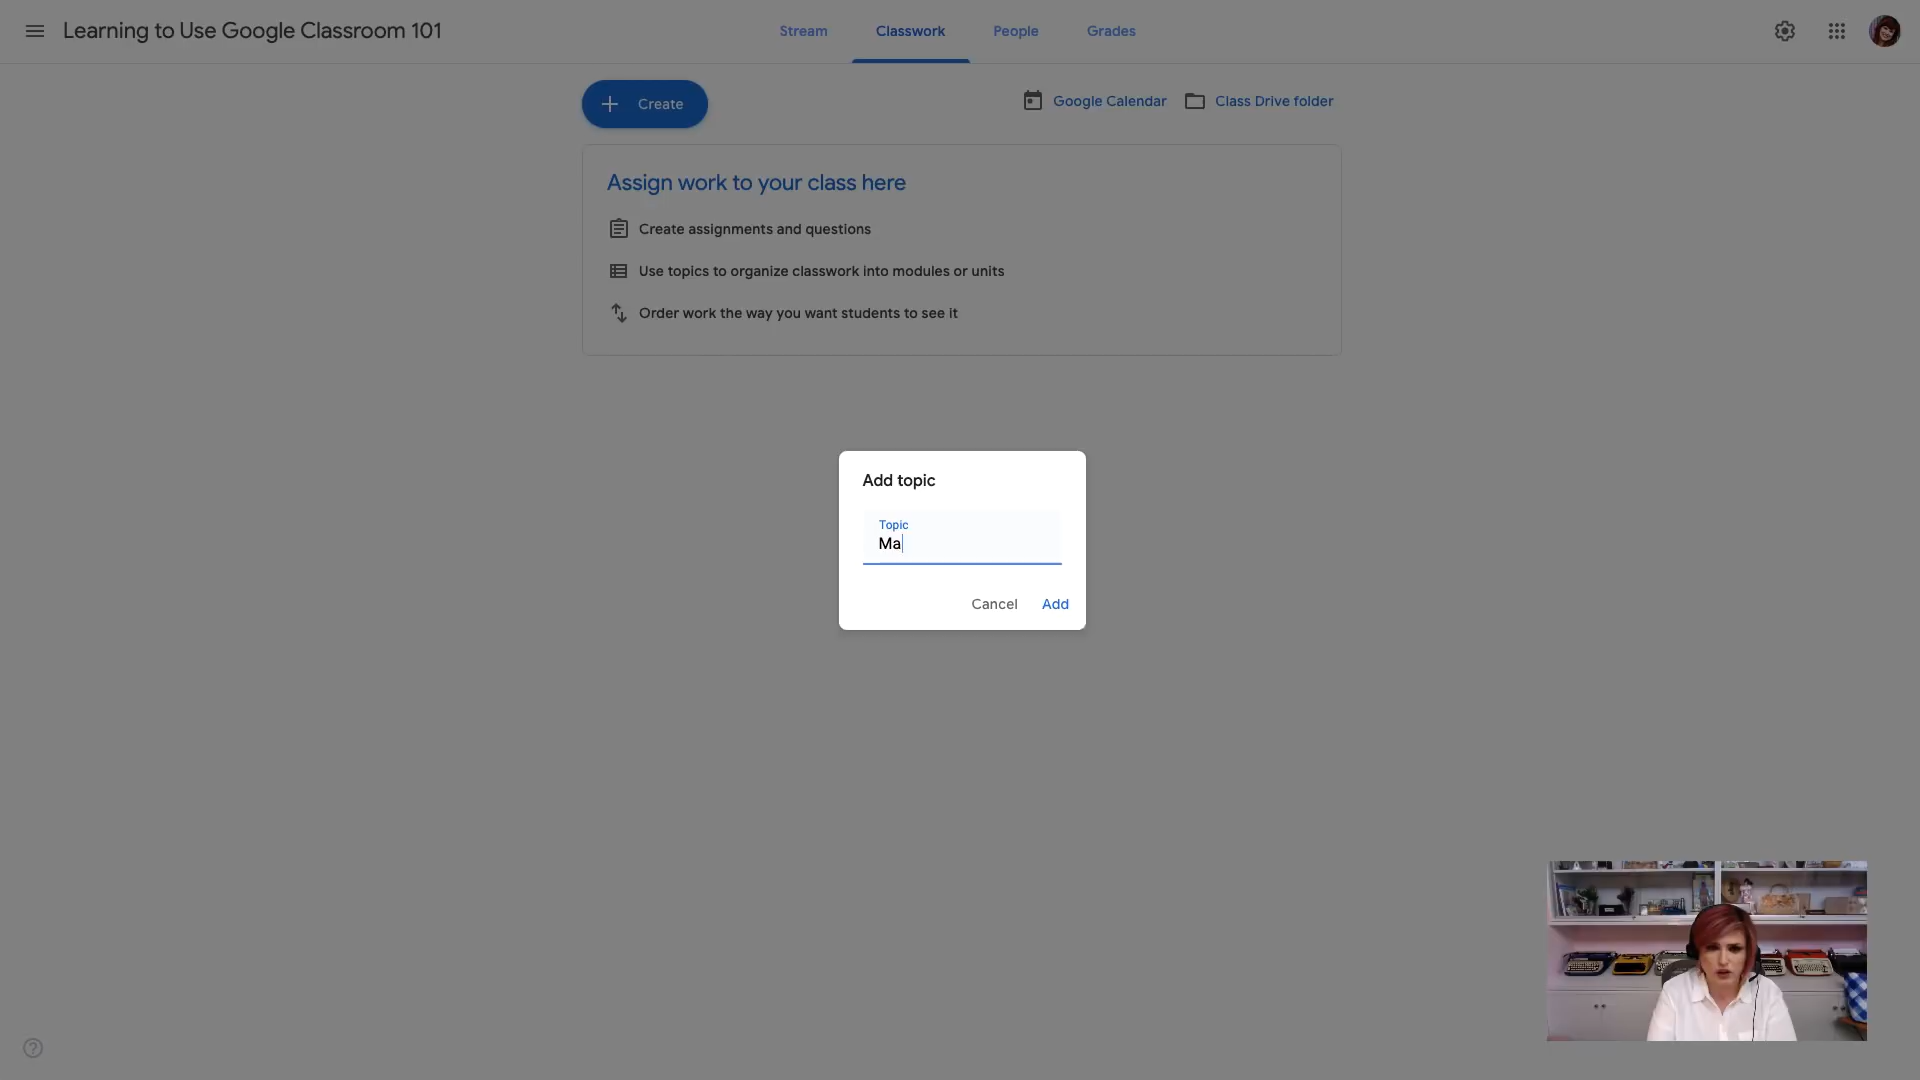 Learning to Use Google Classroom 101
Stream
Classwork
People
Grades
Create
Google Calendar
Class Drive folder
Assign work to your class here
Create assignments and questions
Use topics to organize classwork into modules or units
Order work the way you want students to see it
Add topic
Topic
Ma
Cancel
Add